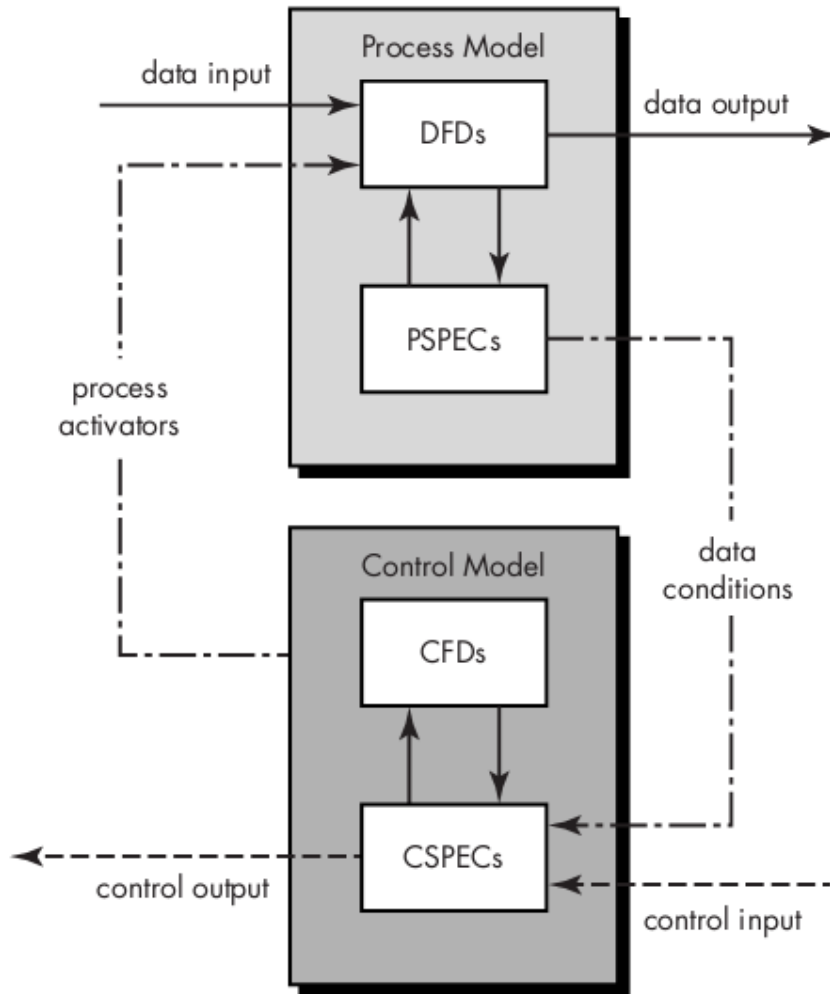 Process Model
data input
DFDs
data output
PSPECs
process
activators
data
conditions
Control Model
CFDs
CSPECs
control output
control input